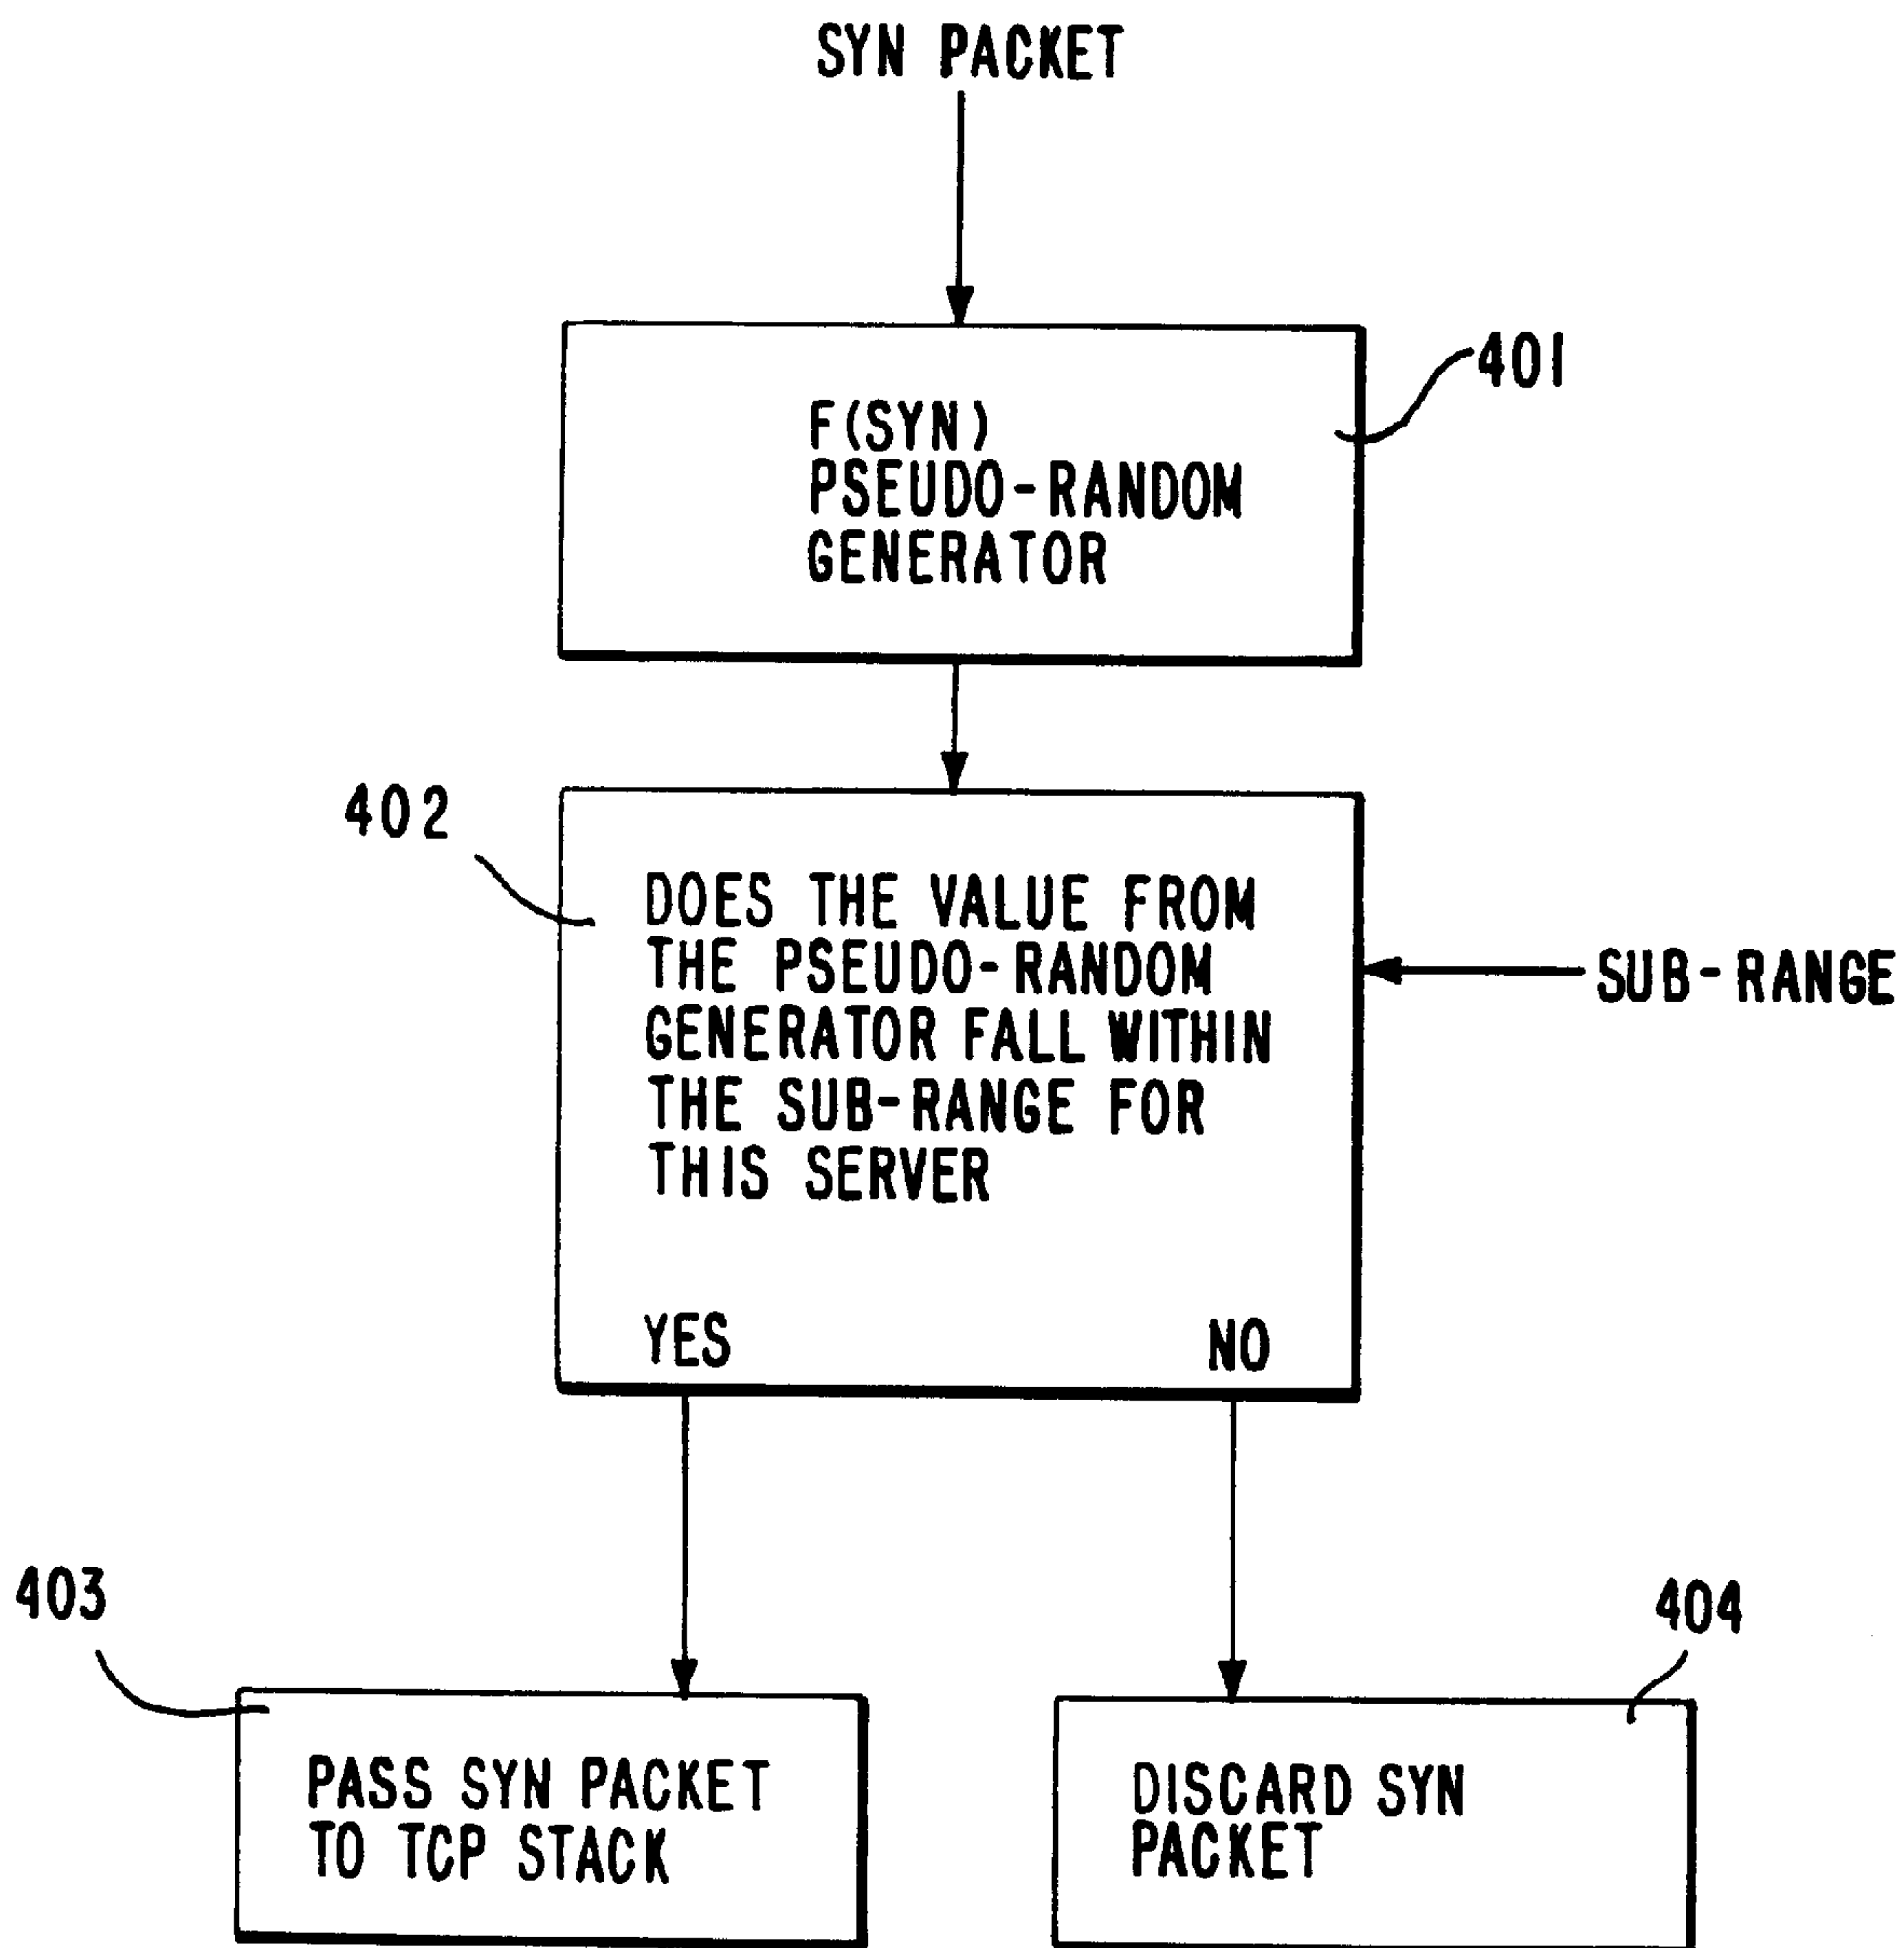 SYN PACKET
401
F(SYN)
PSEUDO-RANDOM
GENERATOR
402
DOES THE VALUE FROM
THE PSEUDO-RANDOM
GENERATOR FALL WITHIN
THE SUB-RANGE FOR
THIS SERVER
SUB-RANGE
YES
NO
403
404
PASS SYN PACKET
TO TCP STACK
DISCARD SYN
PACKET